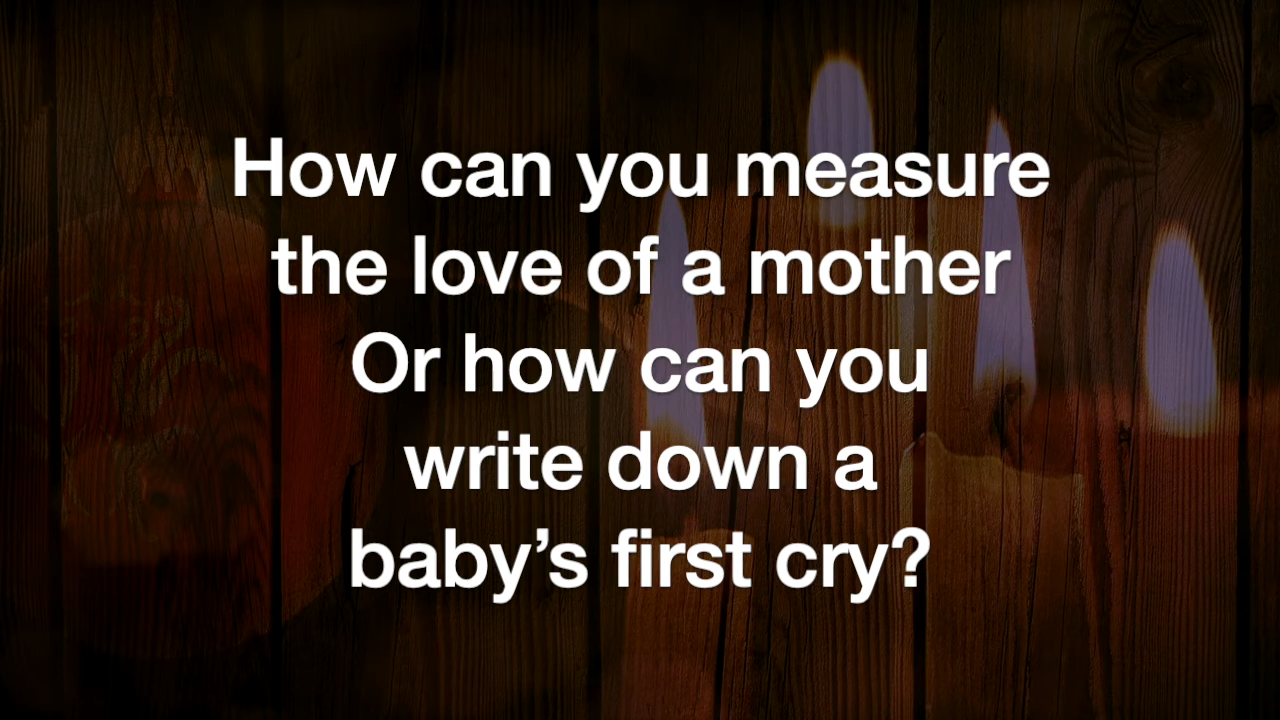 How can you measure
the love of a mother
Or how can you
write down a
baby’s first cry?